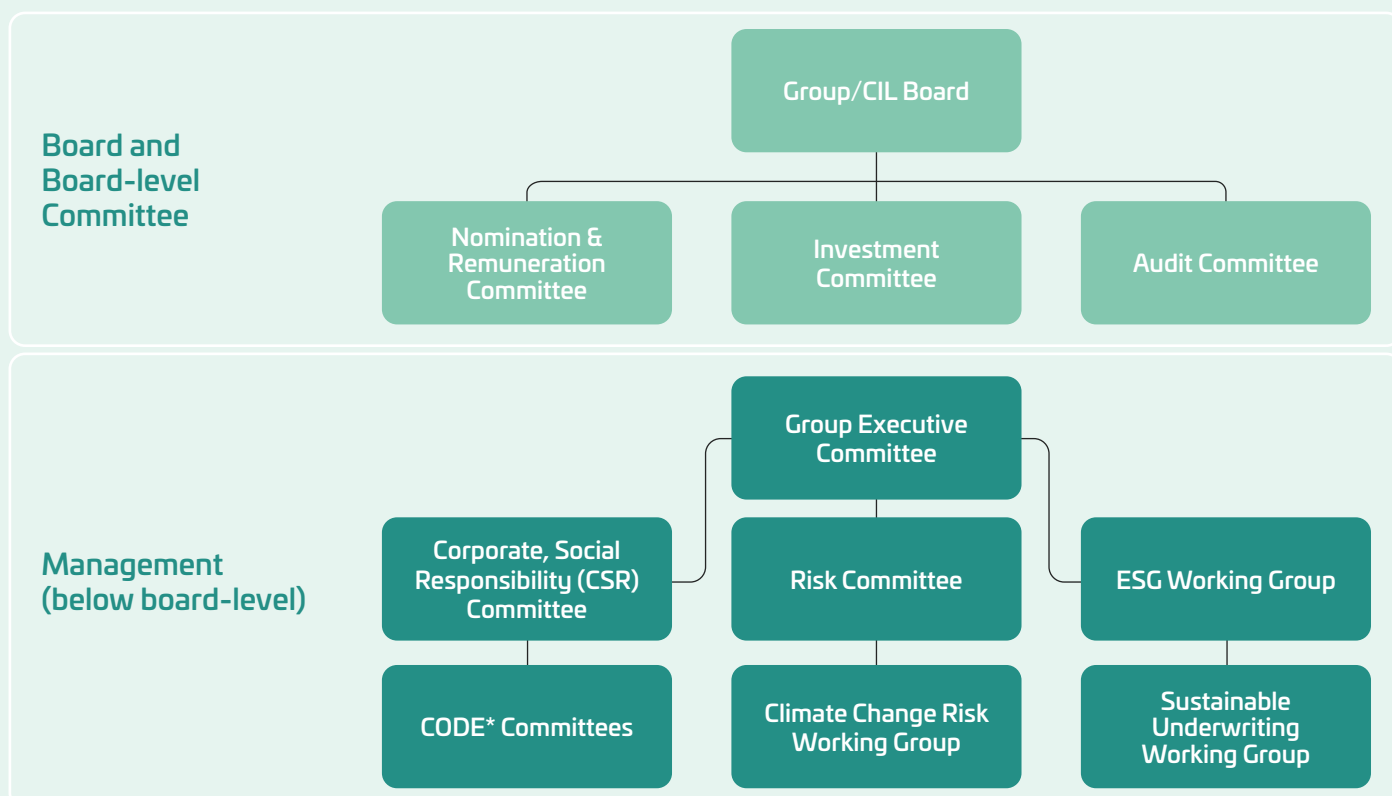 Board and
Board-level
Committee
Group/CIL Board
Nomination &
Remuneration
Committee
Investment
Committee
Audit Committee
Management
(below board-level)
Group Executive
Committee
Corporate, Social
Responsibility (CSR)
Committee
Risk Committee
ESG Working Group
CODE* Committees
Climate Change Risk
Working Group
Sustainable
Underwriting
Working Group